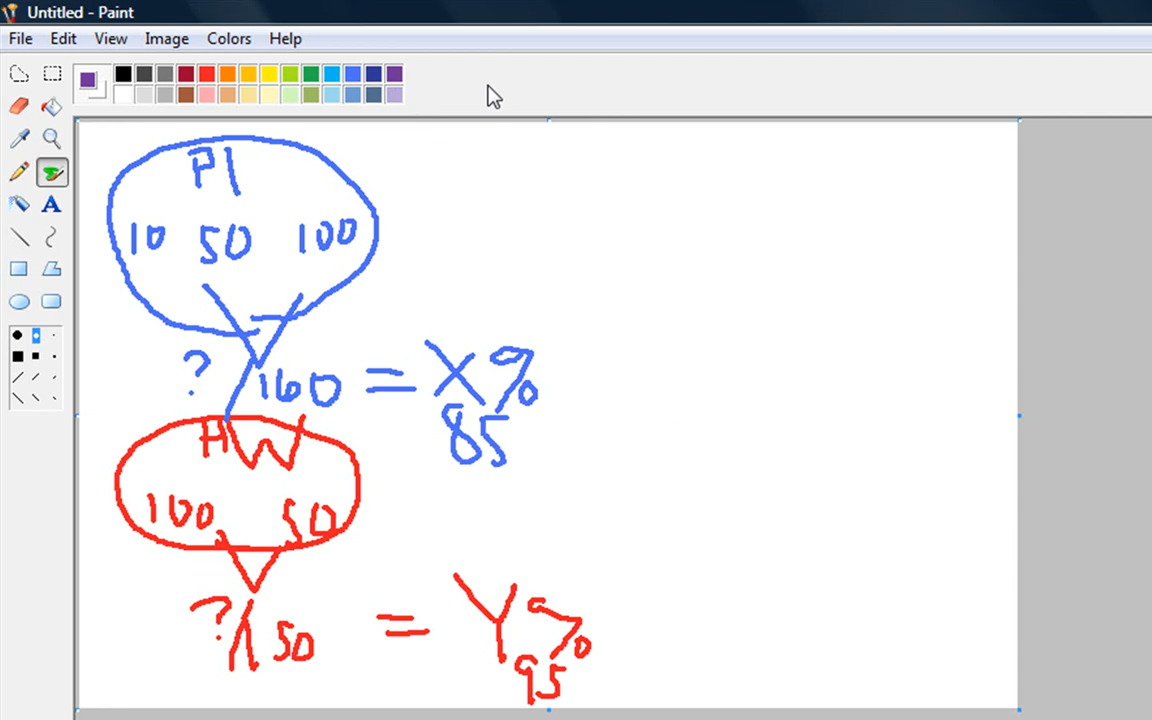 Untitled - Paint
File Edit View Image Colors Help
A
P1
10 50 100
? 160 = X%
85
HW
100 50
? 150 = Y%
95